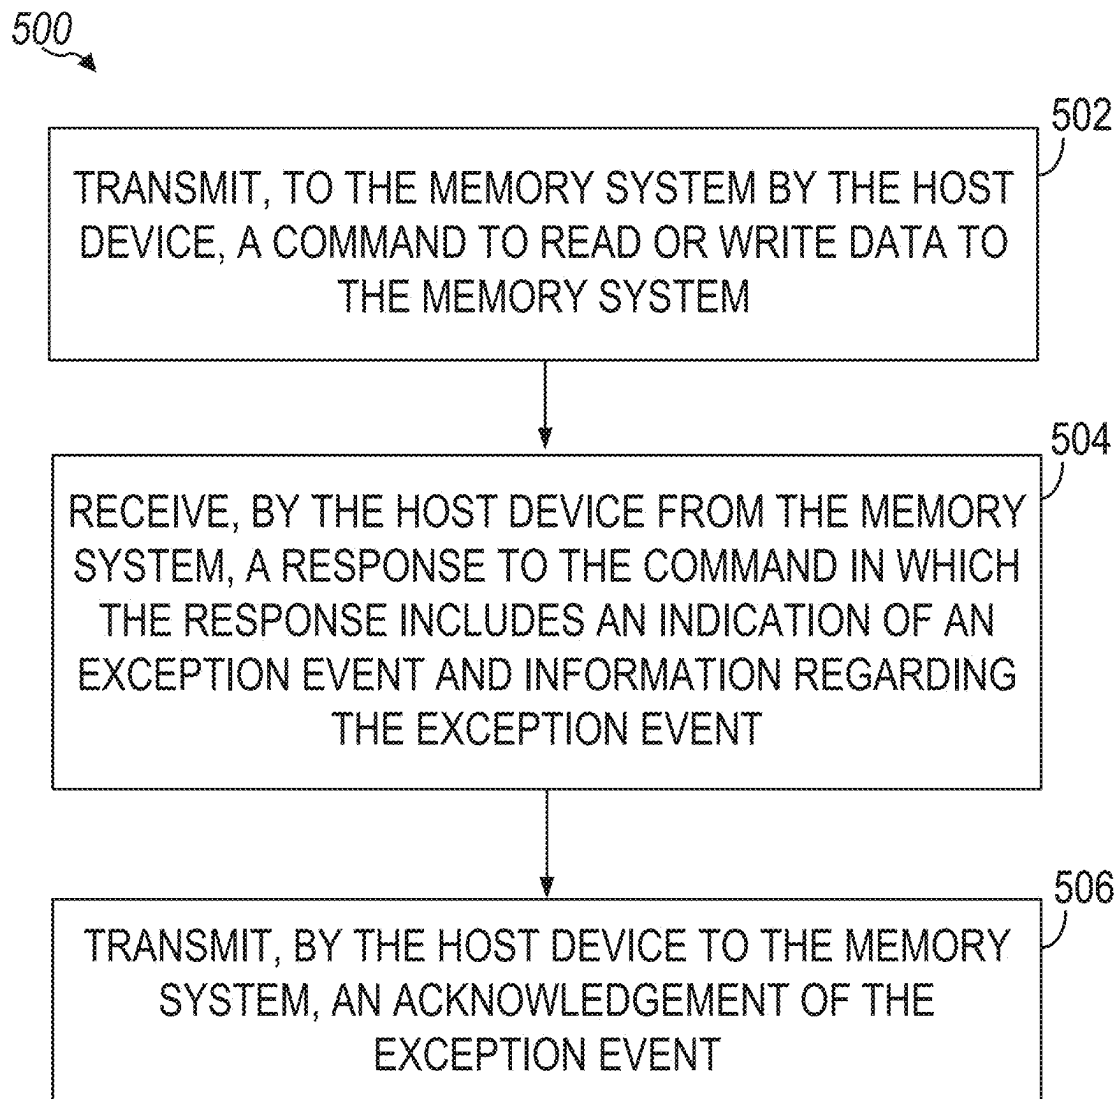 500
502
TRANSMIT, TO THE MEMORY SYSTEM BY THE HOST
DEVICE, A COMMAND TO READ OR WRITE DATA TO
THE MEMORY SYSTEM
504
RECEIVE, BY THE HOST DEVICE FROM THE MEMORY
SYSTEM, A RESPONSE TO THE COMMAND IN WHICH
THE RESPONSE INCLUDES AN INDICATION OF AN
EXCEPTION EVENT AND INFORMATION REGARDING
THE EXCEPTION EVENT
506
TRANSMIT, BY THE HOST DEVICE TO THE MEMORY
SYSTEM, AN ACKNOWLEDGEMENT OF THE
EXCEPTION EVENT